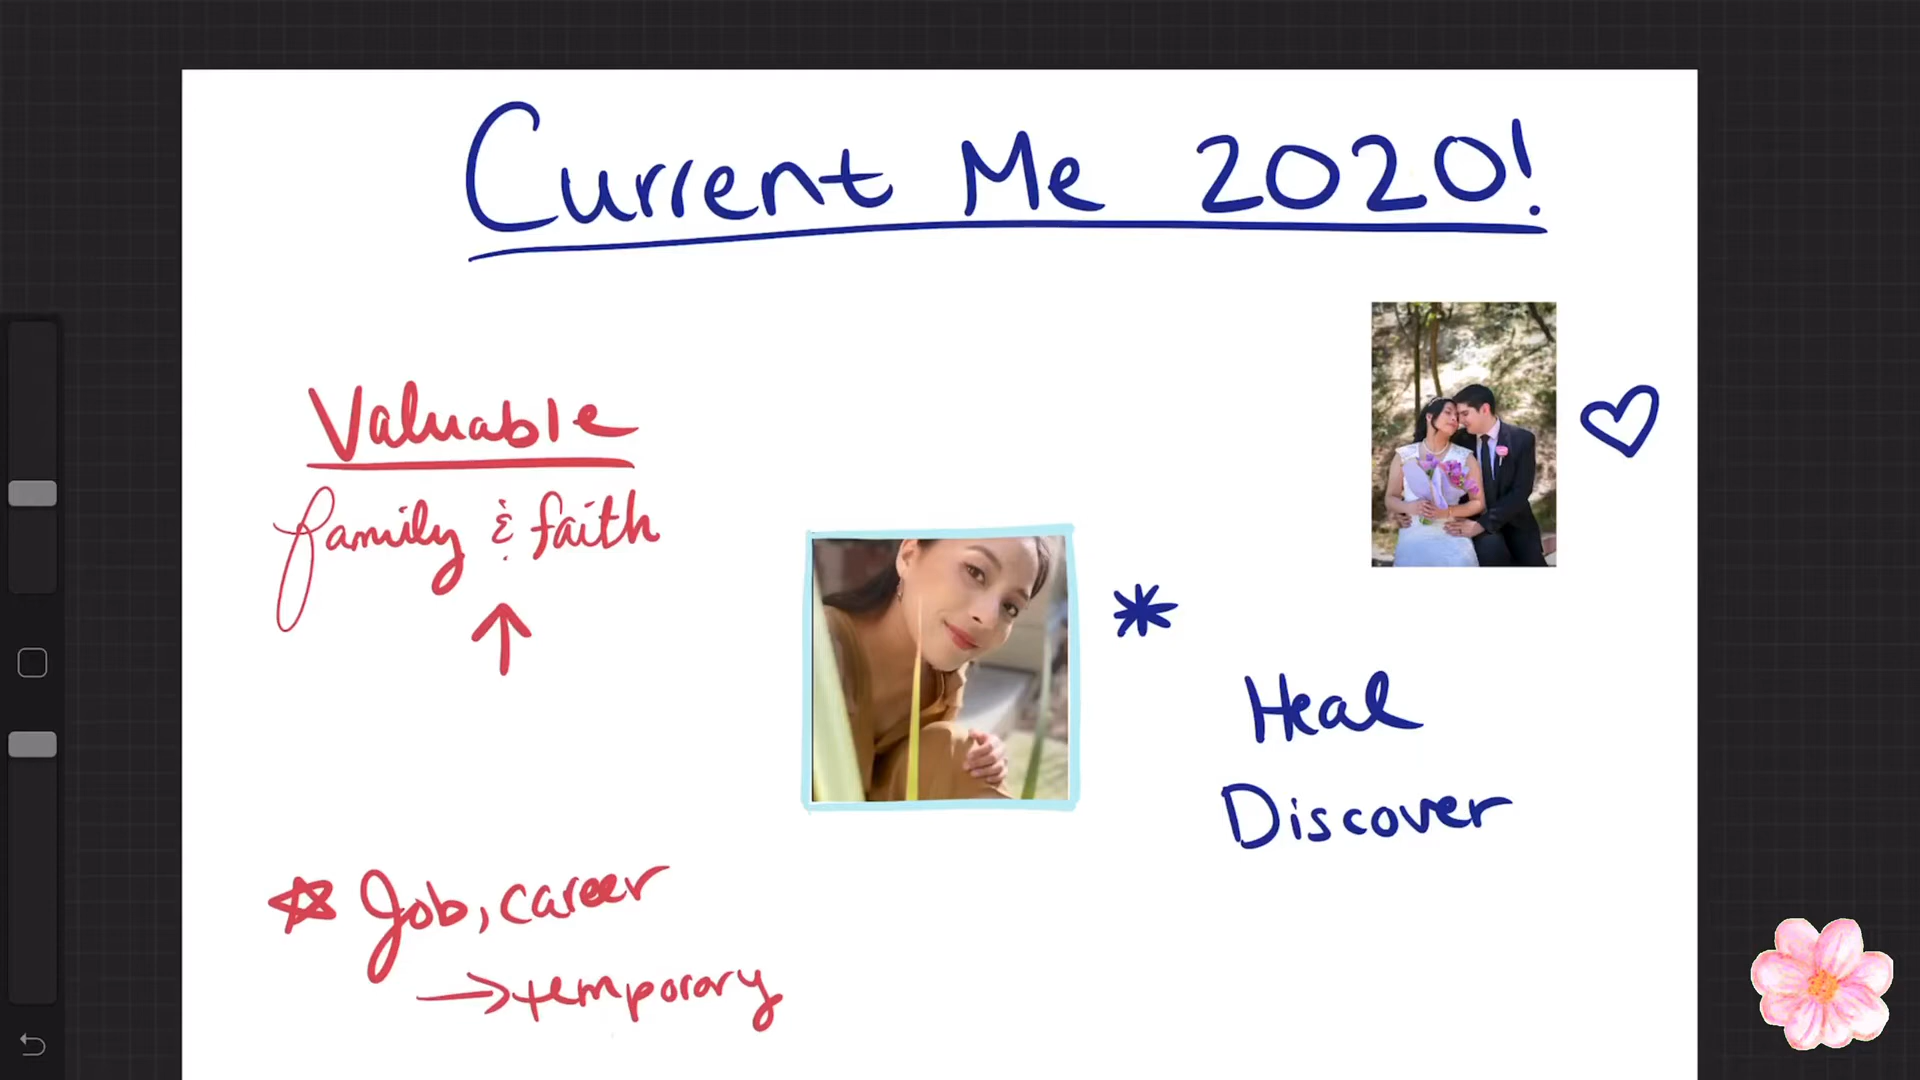 Current Me 2020!
Valuable
family & faith
Heal
Discover
Job, career
→temporary